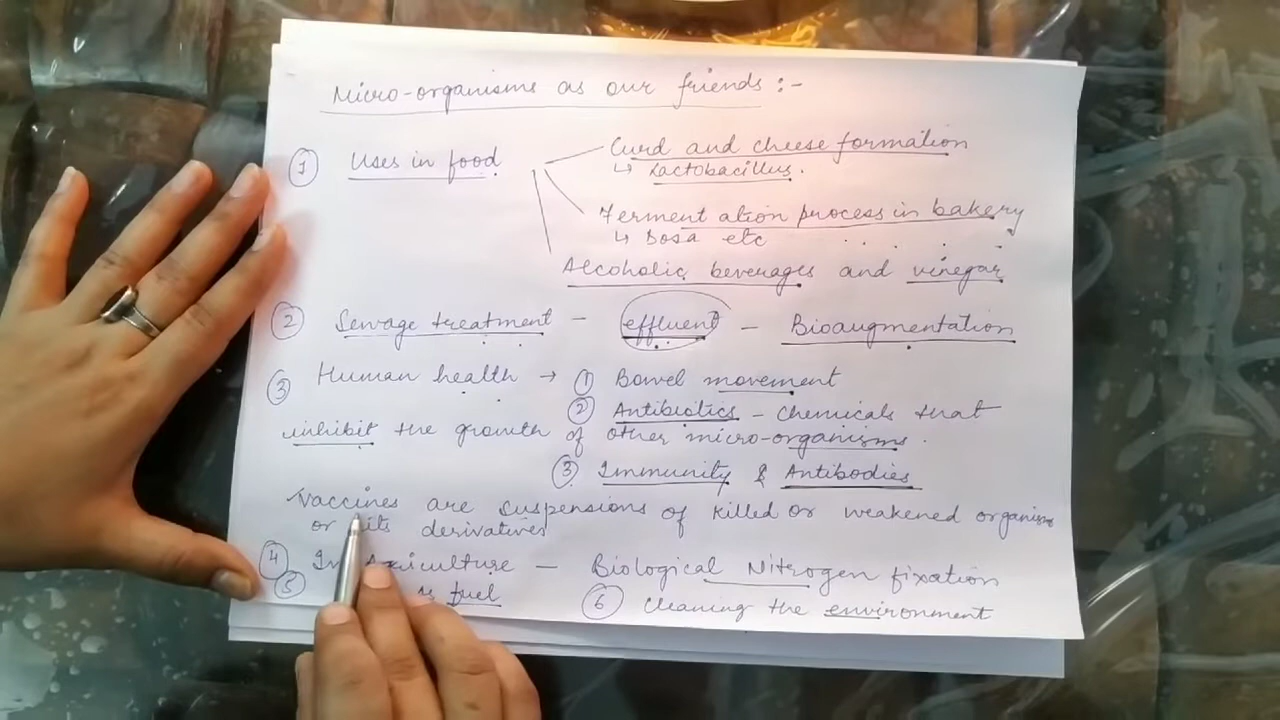 Micro-organisms as our friends :-
① Uses in food
Curd and cheese formation
↳ Lactobacillus.
Fermentation process in bakery
↳ Dosa etc
Alcoholic beverages and vinegar
② Sewage treatment - effluent - Bioaugmentation
③ Human health → ① Bowel movement
② Antibiotics - Chemicals that
inhibit the growth of other micro-organisms.
③ Immunity & Antibodies
Vaccines are suspensions of killed or weakened organisms
or its derivatives
④ In Agriculture - Biological Nitrogen fixation
⑤ as fuel ⑥ Cleaning the environment